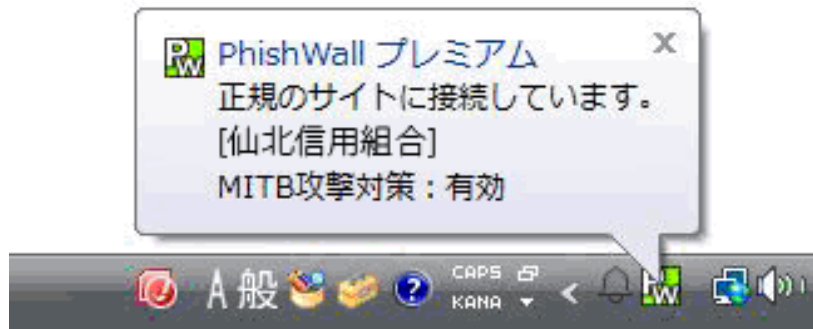 PW PhishWall プレミアム
正規のサイトに接続しています。
[仙北信用組合]
MITB攻撃対策：有効
A 般 ? CAPS
KANA
PW